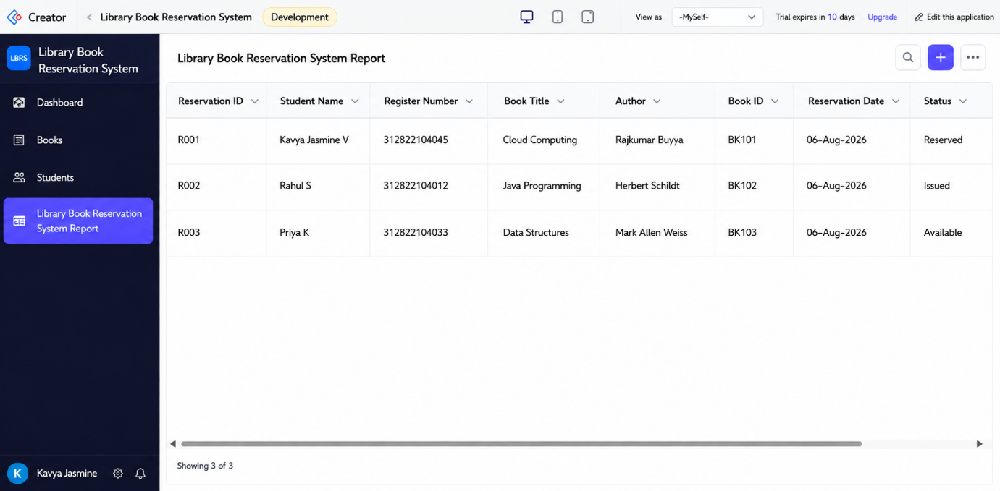 Creator
Library Book Reservation System
Development
View as
-MySelf-
Trial expires in 10 days
Upgrade
Edit this application
LBRS
Library Book
Reservation System
Dashboard
Books
Students
Library Book Reservation
System Report
Kavya Jasmine
K
Library Book Reservation System Report
Reservation ID Student Name Register Number Book Title Author Book ID Reservation Date Status
R001 Kavya Jasmine V 312822104045 Cloud Computing Rajkumar Buyya BK101 06-Aug-2026 Reserved
R002 Rahul S 312822104012 Java Programming Herbert Schildt BK102 06-Aug-2026 Issued
R003 Priya K 312822104033 Data Structures Mark Allen Weiss BK103 06-Aug-2026 Available
Showing 3 of 3